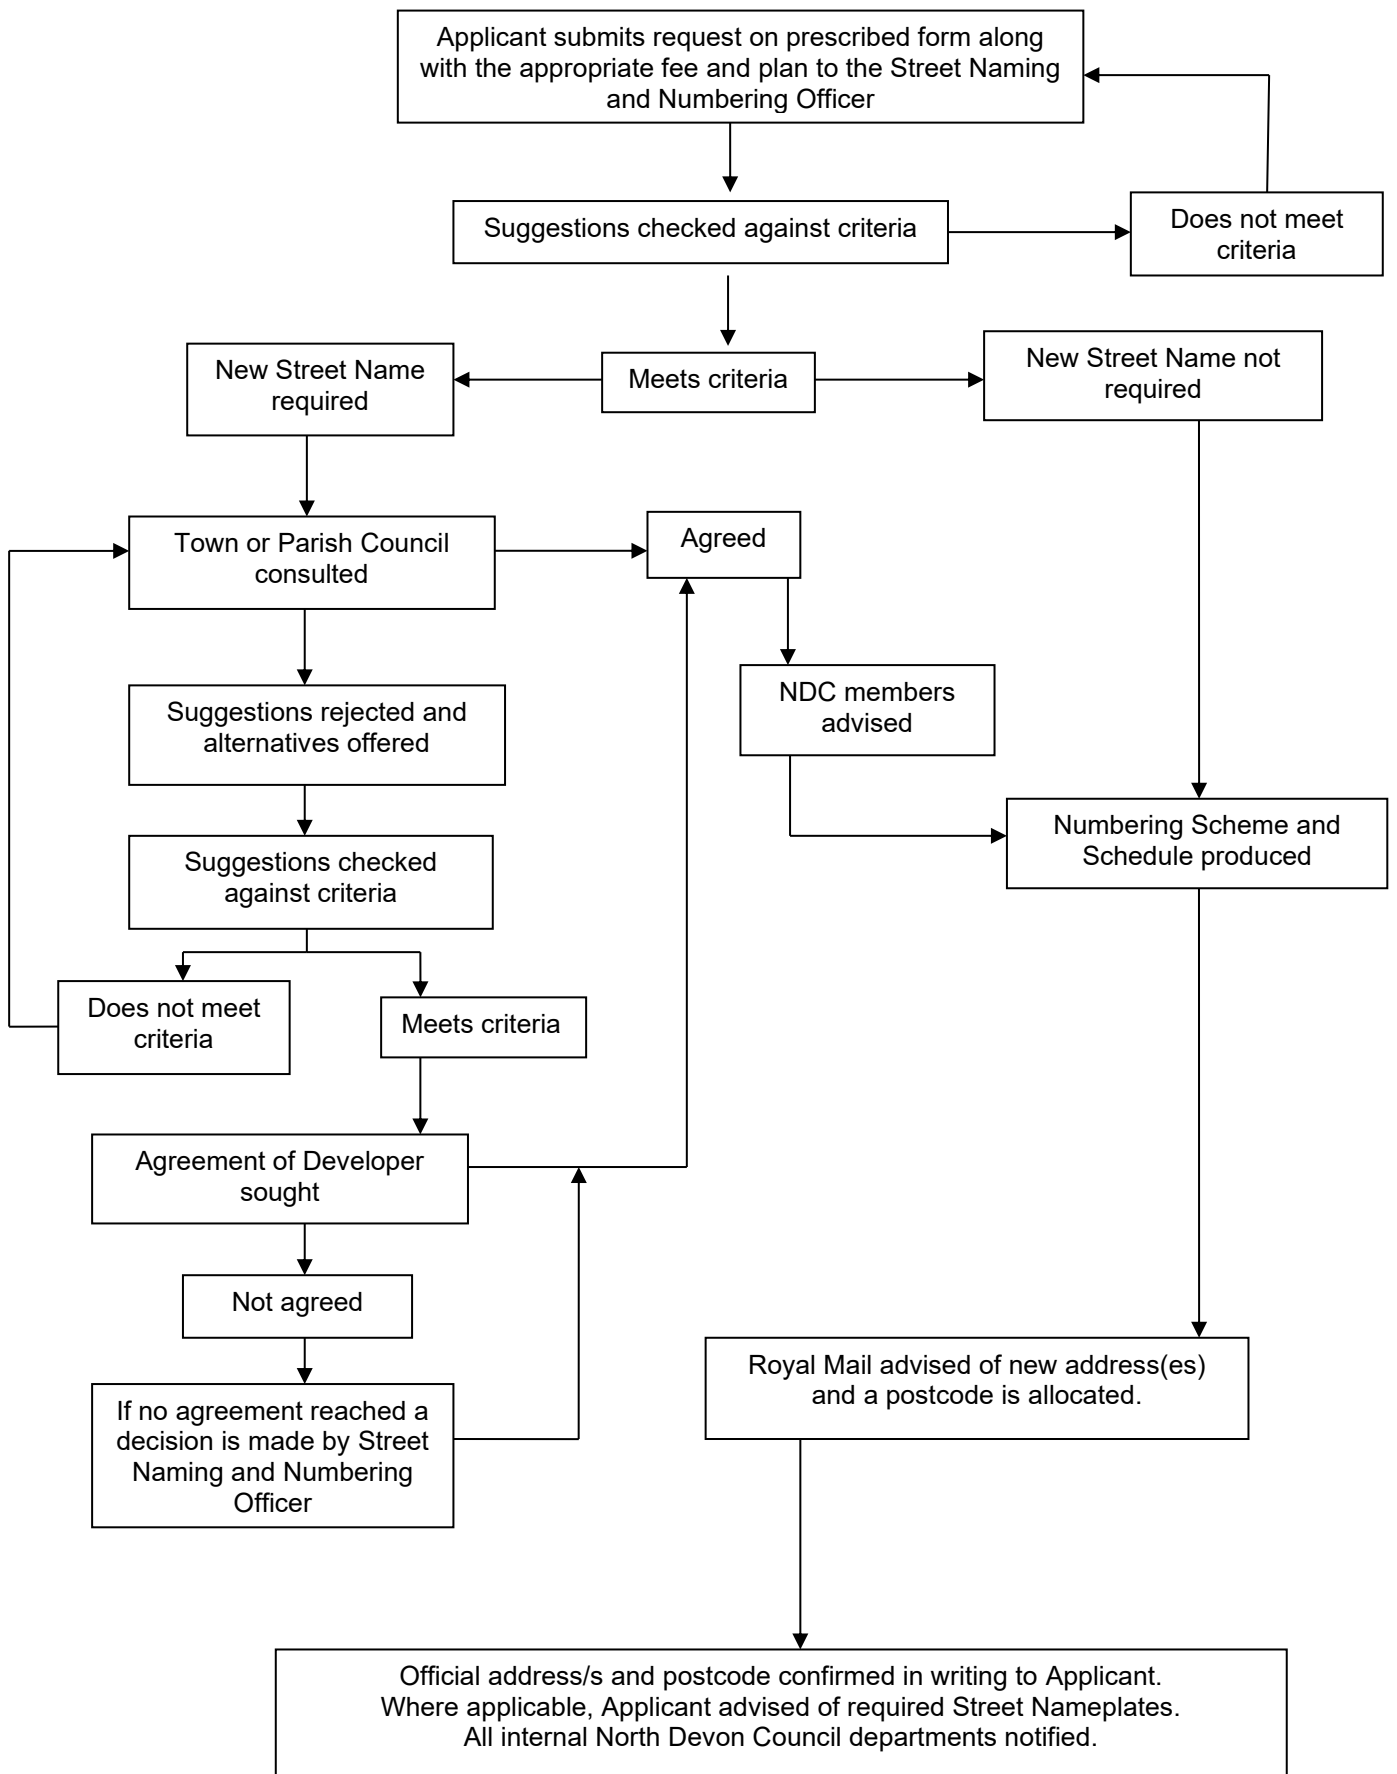 Applicant submits request on prescribed form along
with the appropriate fee and plan to the Street Naming
and Numbering Officer
Suggestions checked against criteria
Does not meet
criteria
New Street Name
required
Meets criteria
New Street Name not
required
Town or Parish Council
consulted
Agreed
Suggestions rejected and
alternatives offered
NDC members
advised
Numbering Scheme and
Schedule produced
Suggestions checked
against criteria
Does not meet
criteria
Meets criteria
Agreement of Developer
sought
Not agreed
If no agreement reached a
decision is made by Street
Naming and Numbering
Officer
Royal Mail advised of new address(es)
and a postcode is allocated.
Official address/s and postcode confirmed in writing to Applicant.
Where applicable, Applicant advised of required Street Nameplates.
All internal North Devon Council departments notified.